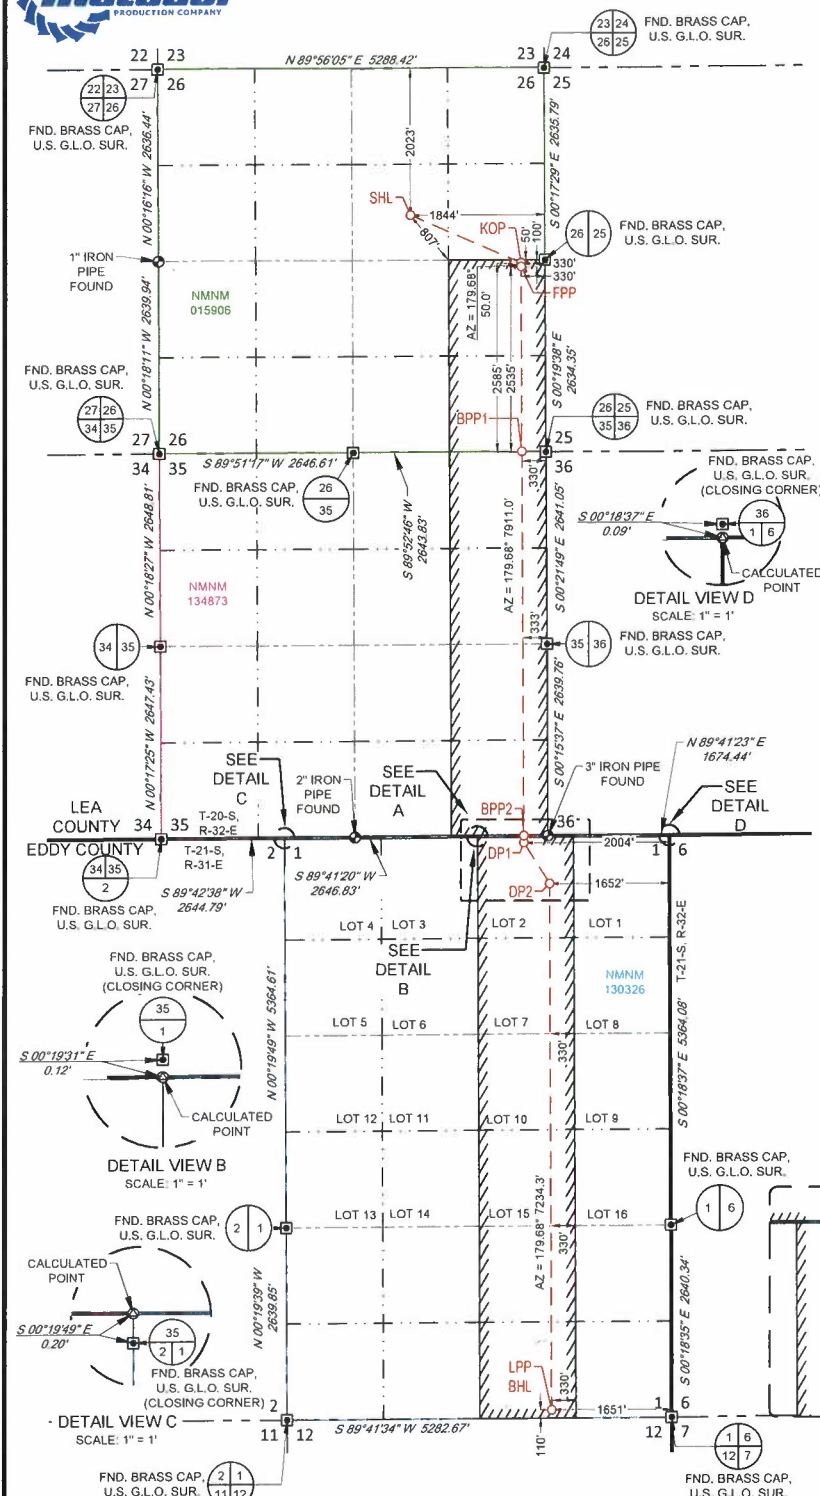 PRODUCTION COMPANY
23 24
26 25
FND. BRASS CAP,
U.S. G.L.O. SUR.
22 23
27 26
N 89°56'05" E 5288.42'
23 24
26 25
22 23
27 26
FND. BRASS CAP,
U.S. G.L.O. SUR.
N 00°16'16" W 2636.44'
2023'
S 00°17'29" E 2635.79'
SHL
1844'
807'
KOP
50'
100'
26 25
FND. BRASS CAP,
U.S. G.L.O. SUR.
330'
330'
FPP
1" IRON
PIPE
FOUND
NMNM
015906
AZ = 179.68°
50.0'
N 00°18'11" W 2639.94'
2585'
2535'
S 00°19'38" E
2634.35'
FND. BRASS CAP,
U.S. G.L.O. SUR.
27 26
34 35
BPP1
26 25
35 36
FND. BRASS CAP,
U.S. G.L.O. SUR.
27 26
34 35
S 89°51'17" W 2646.61'
25
36
FND. BRASS CAP,
U.S. G.L.O. SUR.
26
35
330'
S 89°52'46" W
2643.83'
FND. BRASS CAP,
U.S. G.L.O. SUR.
(CLOSING CORNER)
36
1 6
S 00°18'37" E
0.09'
CALCULATED
POINT
DETAIL VIEW D
SCALE: 1" = 1'
N 00°18'27" W 2648.81'
NMNM
134873
AZ = 179.68° 7911.0'
S 00°21'49" E 2641.05'
333'
34 35
FND. BRASS CAP,
U.S. G.L.O. SUR.
35 36
FND. BRASS CAP,
U.S. G.L.O. SUR.
N 00°17'25" W 2647.43'
S 00°15'37" E 2639.76'
N 89°41'23" E
1674.44'
SEE
DETAIL
C
2" IRON
PIPE
FOUND
SEE
DETAIL
A
3" IRON PIPE
FOUND
SEE
DETAIL
D
LEA
COUNTY
34 35
T-20-S,
R-32-E
BPP2
36
EDDY COUNTY
T-21-S,
R-31-E
2 1
DP1
2004'
1 6
34 35
2
FND. BRASS CAP,
U.S. G.L.O. SUR.
S 89°42'38" W
2644.79'
S 89°41'20" W
2646.83'
DP2
1652'
LOT 4
LOT 3
LOT 2
LOT 1
T-21-S, R-32-E
SEE
DETAIL
B
NMNM
130326
FND. BRASS CAP,
U.S. G.L.O. SUR.
(CLOSING CORNER)
35
1
S 00°19'31" E
0.12'
CALCULATED
POINT
DETAIL VIEW B
SCALE: 1" = 1'
N 00°19'49" W 5364.61'
S 00°18'37" E 5364.08'
LOT 5
LOT 6
LOT 7
LOT 8
330'
LOT 12
LOT 11
LOT 10
LOT 9
FND. BRASS CAP,
U.S. G.L.O. SUR.
1 6
FND. BRASS CAP,
U.S. G.L.O. SUR.
2 1
LOT 13
LOT 14
LOT 15
LOT 16
AZ = 179.68° 7234.3'
330'
CALCULATED
POINT
S 00°19'49" E
0.20'
35
2 1
FND. BRASS CAP,
U.S. G.L.O. SUR.
(CLOSING CORNER)
DETAIL VIEW C
SCALE: 1" = 1'
N 00°19'39" W
2639.85'
S 00°18'35" E 2640.34'
LPP
BHL
330'
1651'
110'
2
11 12
S 89°41'34" W 5282.67'
1 6
12 7
FND. BRASS CAP,
U.S. G.L.O. SUR.
2 1
11 12
1 6
12 7
FND. BRASS CAP,
U.S. G.L.O. SUR.